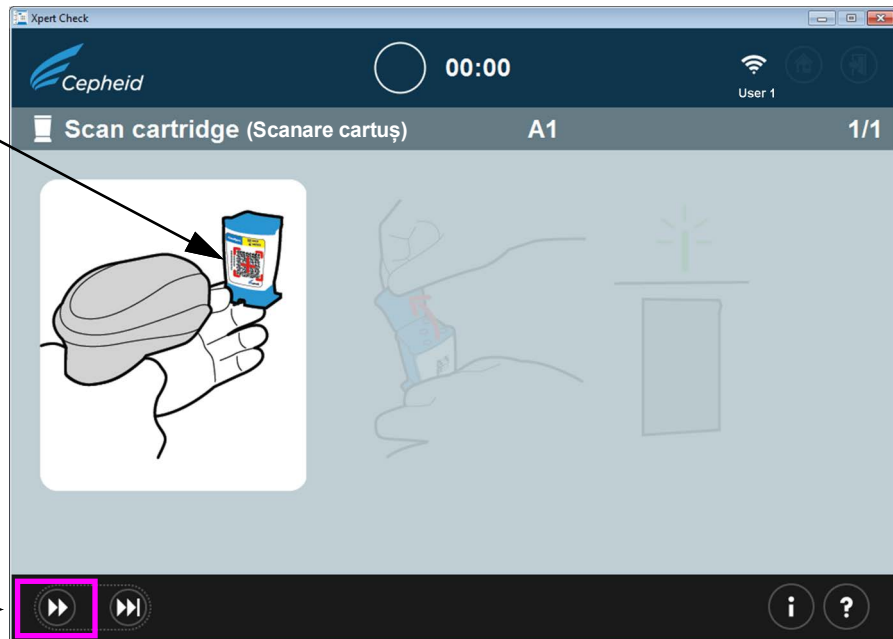 Xpert Check
Cepheid
00:00
User 1
Scan cartridge (Scanare cartuș)
A1
1/1
i
?